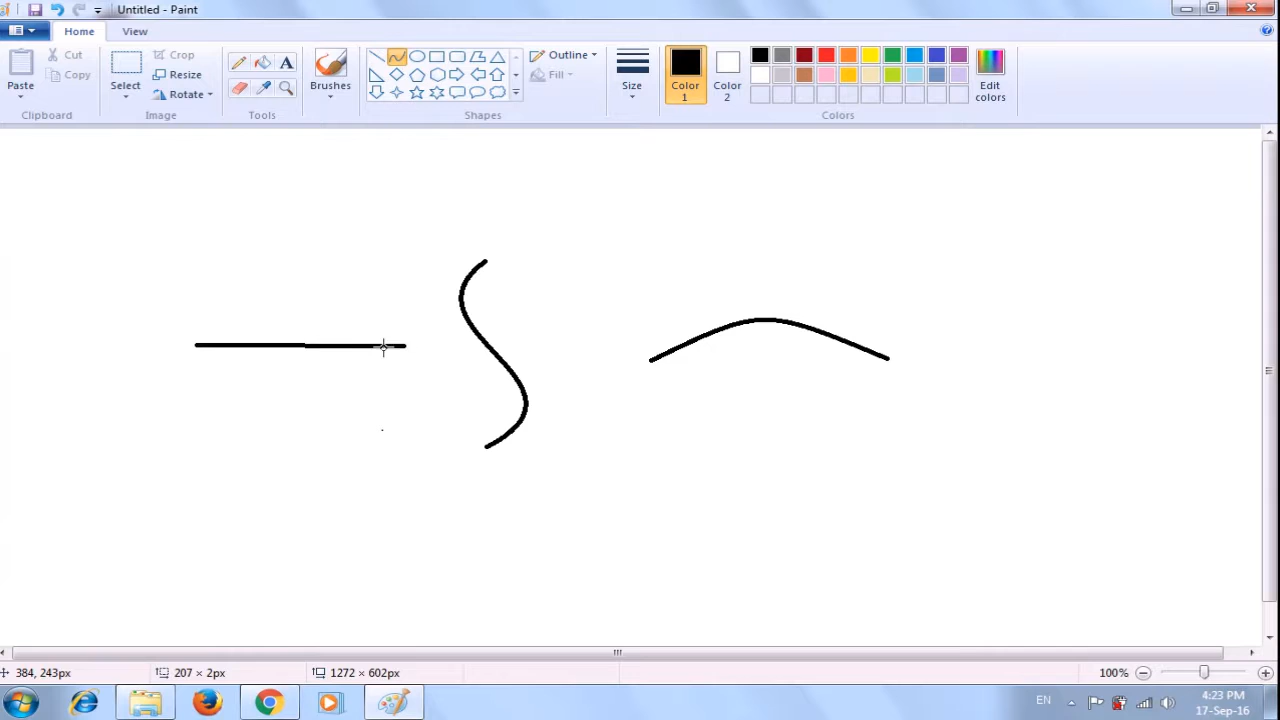 Untitled - Paint
Home
View
Paste
Cut
Copy
Clipboard
Select
Crop
Resize
Rotate
Image
A
Tools
Brushes
Shapes
Outline
Fill
Size
Color
1
Color
2
Edit
colors
Colors
384, 243px
207 × 2px
1272 × 602px
100%
EN
4:23 PM
17-Sep-16